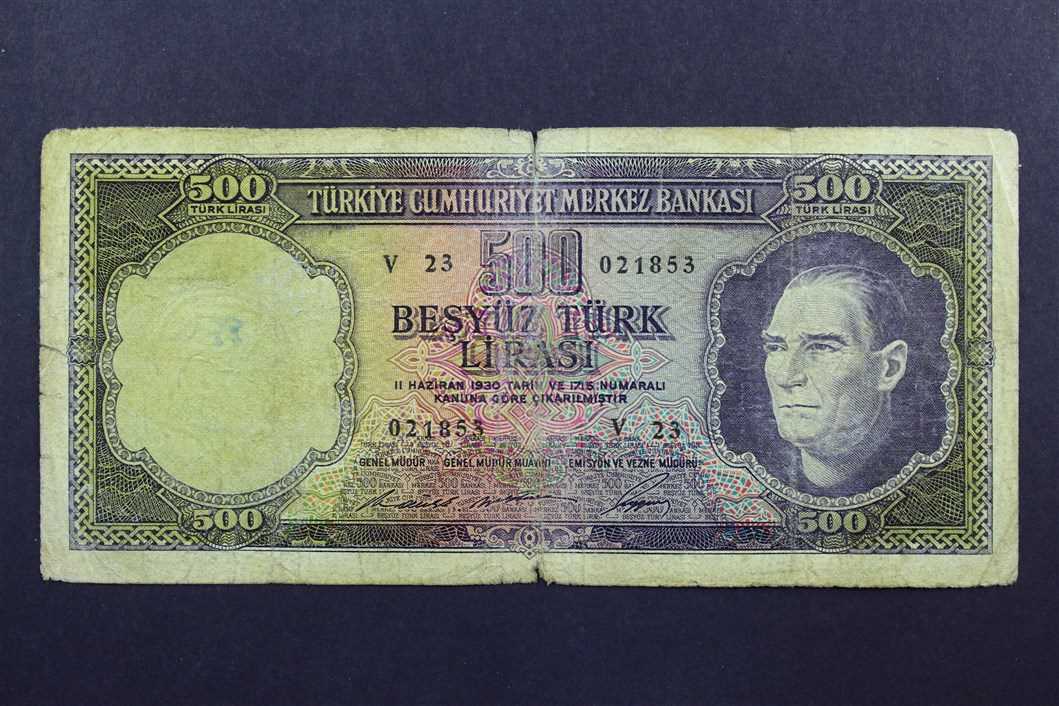 500 TÜRKİYE CUMHURİYET MERKEZ BANKASI 500
TÜRK LİRASI TÜRK LİRASI
V 23 500 021853
BEŞYÜZ TÜRK
LİRASI
11 HAZİRAN 1930 TARİH VE 1715 NUMARALI
KANUNA GÖRE ÇIKARILMIŞTIR
021853 V 23
GENEL MÜDÜR GENEL MÜDÜR MUAVİNİ EMİSYON VE VEZNE MÜDÜRÜ
500 500